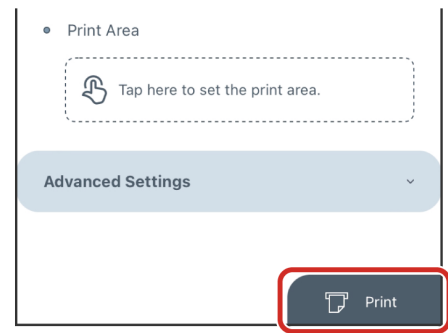 Print Area
Tap here to set the print area.
Advanced Settings
Print